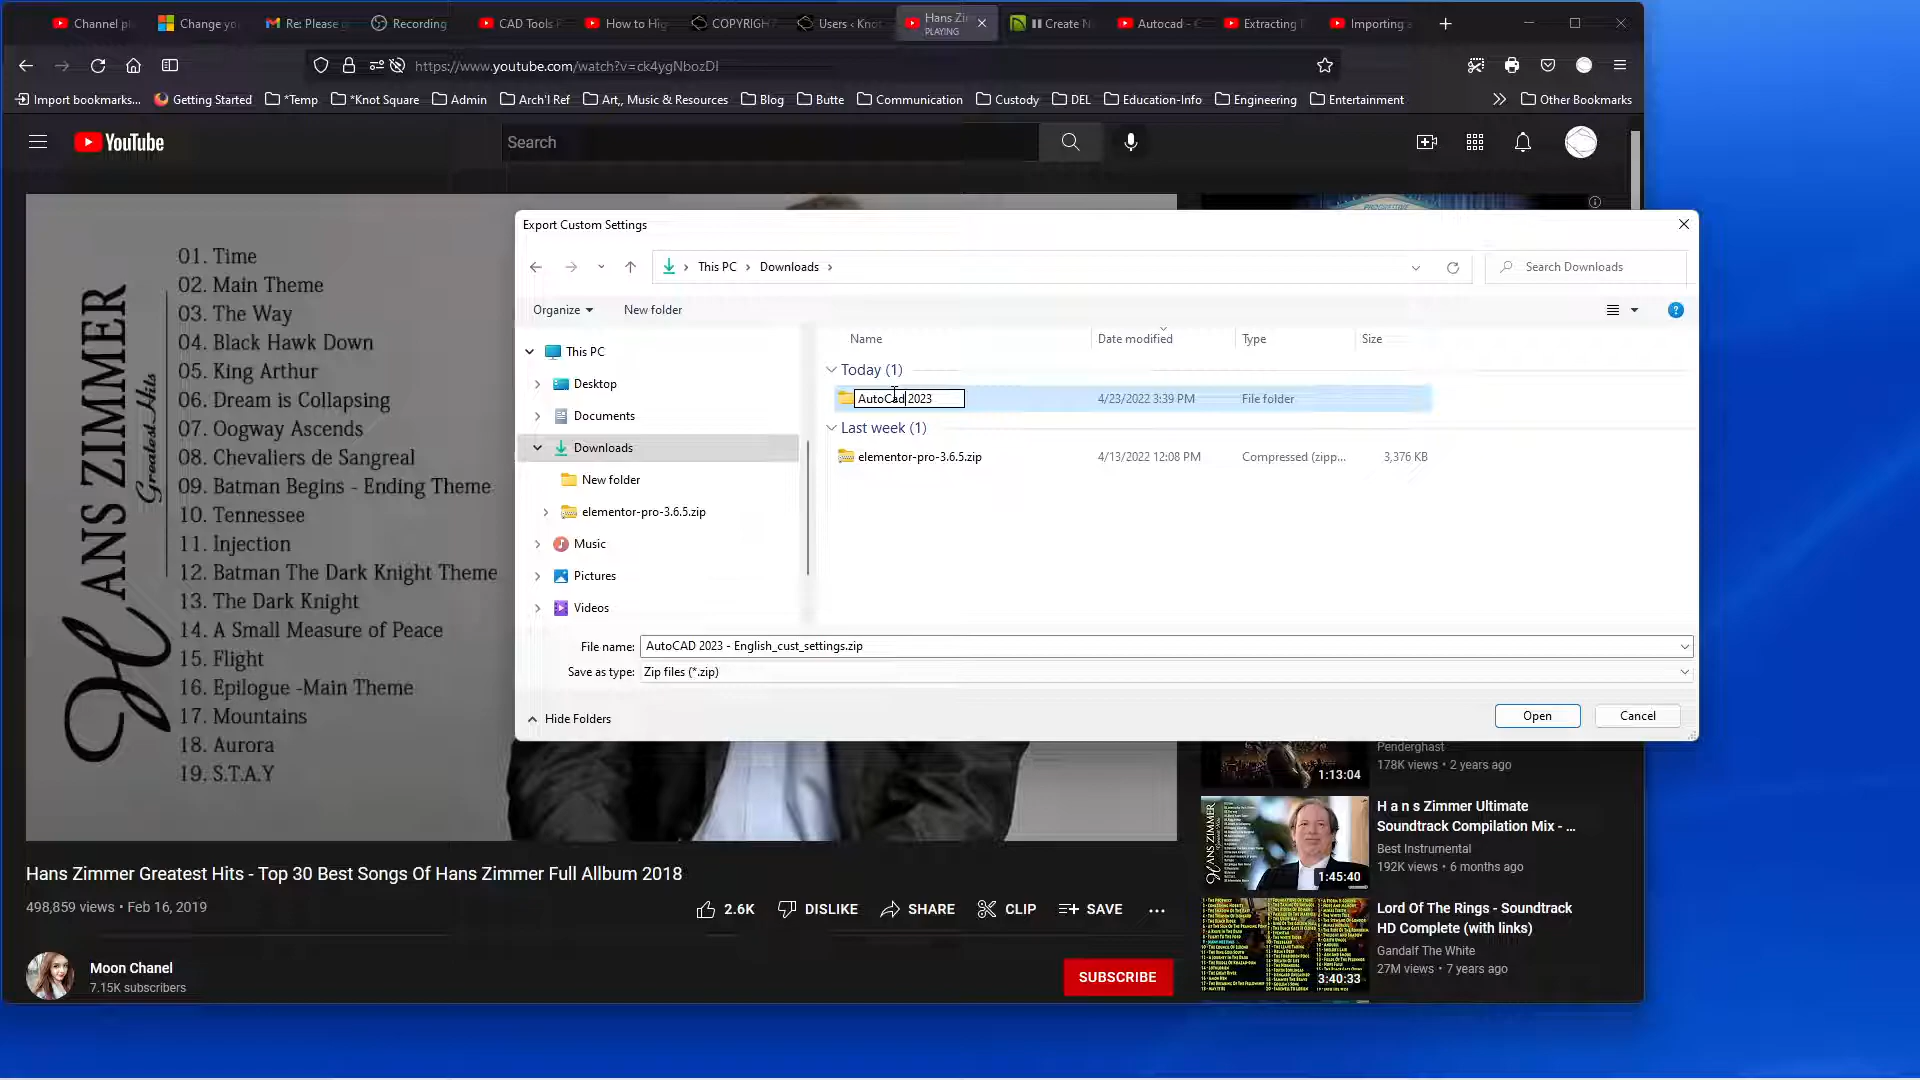 Channel
Change yo
Re: Please
Recording
CAD Tools
How to Hig
COPYRIGHT
Users ‹ Knot
Hans Zim
PLAYING
Create N
Autocad -
Extracting
Importing a
https://www.youtube.com/watch?v=ck4ygNbozDI
Import bookmarks...
Getting Started
*Temp
*Knot Square
Admin
Arch'l Ref
Art,, Music & Resources
Blog
Butte
Communication
Custody
DEL
Education-Info
Engineering
Entertainment
Other Bookmarks
YouTube
Search
HANS ZIMMER
Greatest Hits
01. Time
02. Main Theme
03. The Way
04. Black Hawk Down
05. King Arthur
06. Dream is Collapsing
07. Oogway Ascends
08. Chevaliers de Sangreal
09. Batman Begins - Ending Theme
10. Tennessee
11. Injection
12. Batman The Dark Knight Theme
13. The Dark Knight
14. A Small Measure of Peace
15. Flight
16. Epilogue -Main Theme
17. Mountains
18. Aurora
19. S.T.A.Y
Export Custom Settings
This PC
Downloads
Search Downloads
Organize
New folder
This PC
Desktop
Documents
Downloads
New folder
elementor-pro-3.6.5.zip
Music
Pictures
Videos
Name
Date modified
Type
Size
Today (1)
AutoCad 2023
4/23/2022 3:39 PM
File folder
Last week (1)
elementor-pro-3.6.5.zip
4/13/2022 12:08 PM
Compressed (zipp...
3,376 KB
File name:
AutoCAD 2023 - English_cust_settings.zip
Save as type:
Zip files (*.zip)
Hide Folders
Open
Cancel
Hans Zimmer Greatest Hits - Top 30 Best Songs Of Hans Zimmer Full Allbum 2018
498,859 views • Feb 16, 2019
2.6K
DISLIKE
SHARE
CLIP
SAVE
Moon Chanel
7.15K subscribers
SUBSCRIBE
Penderghast
178K views • 2 years ago
1:13:04
H a n s Zimmer Ultimate
Soundtrack Compilation Mix - ...
Best Instrumental
192K views • 6 months ago
HANS ZIMMER
1:45:40
Lord Of The Rings - Soundtrack
HD Complete (with links)
Gandalf The White
27M views • 7 years ago
3:40:33